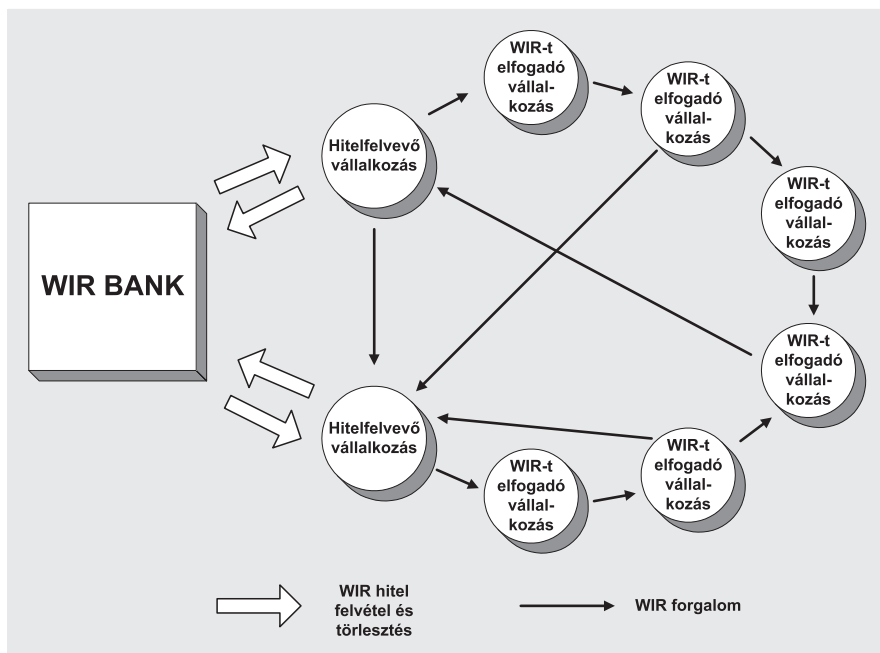 WIR-t
elfogadó
vállal-
kozás
WIR-t
elfogadó
vállal-
kozás
Hitelfelvevő
vállalkozás
WIR-t
elfogadó
vállal-
kozás
WIR BANK
WIR-t
elfogadó
vállal-
kozás
Hitelfelvevő
vállalkozás
WIR-t
elfogadó
vállal-
kozás
WIR-t
elfogadó
vállal-
kozás
WIR hitel
felvétel és
törlesztés
WIR forgalom